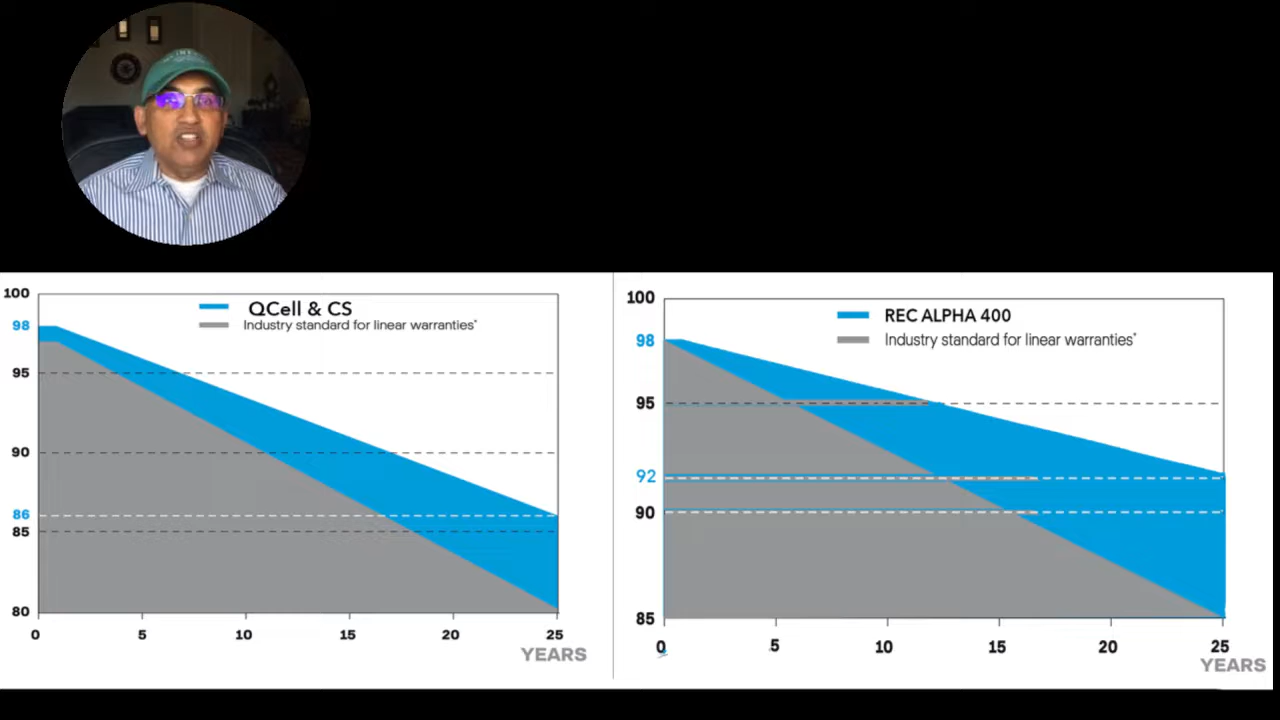 100
QCell & CS
Industry standard for linear warranties*
98
95
90
86
85
80
0 5 10 15 20 25
YEARS
100
REC ALPHA 400
Industry standard for linear warranties*
98
95
92
90
85
0 5 10 15 20 25
YEARS